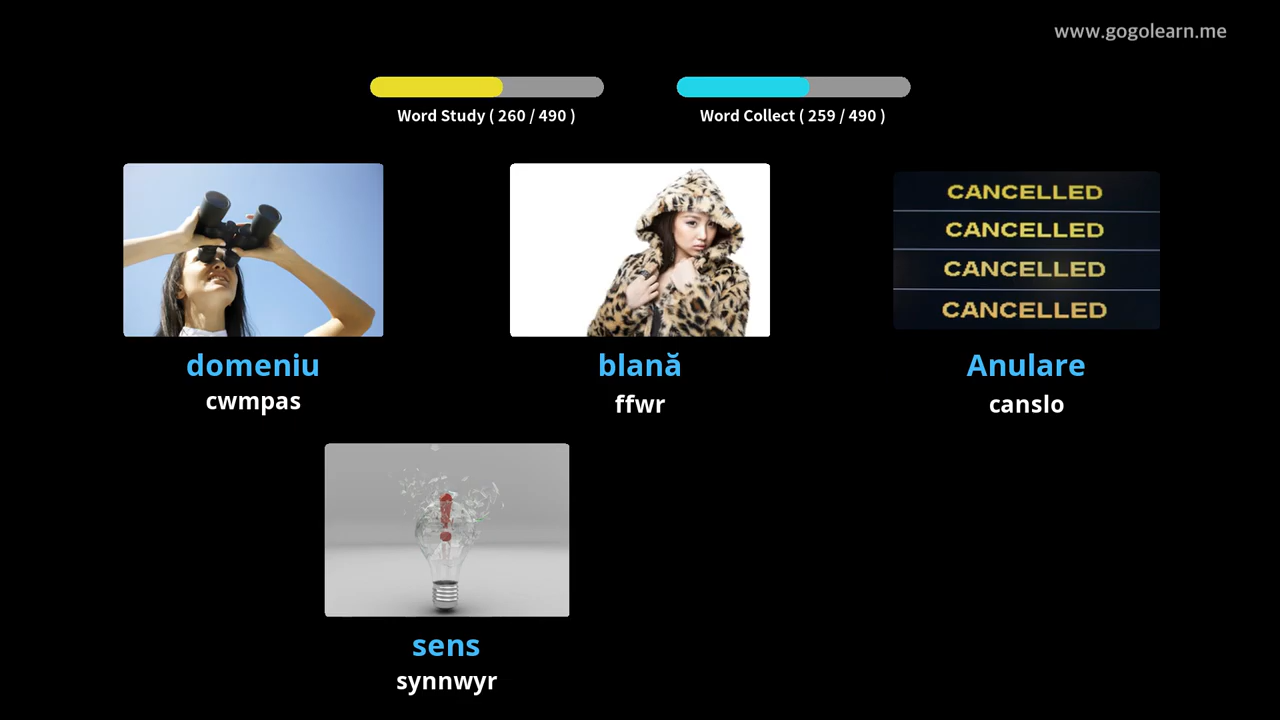 www.gogolearn.me
Word Study ( 260 / 490 )
Word Collect ( 259 / 490 )
CANCELLED
CANCELLED
CANCELLED
CANCELLED
domeniu
cwmpas
blană
ffwr
Anulare
canslo
sens
synnwyr